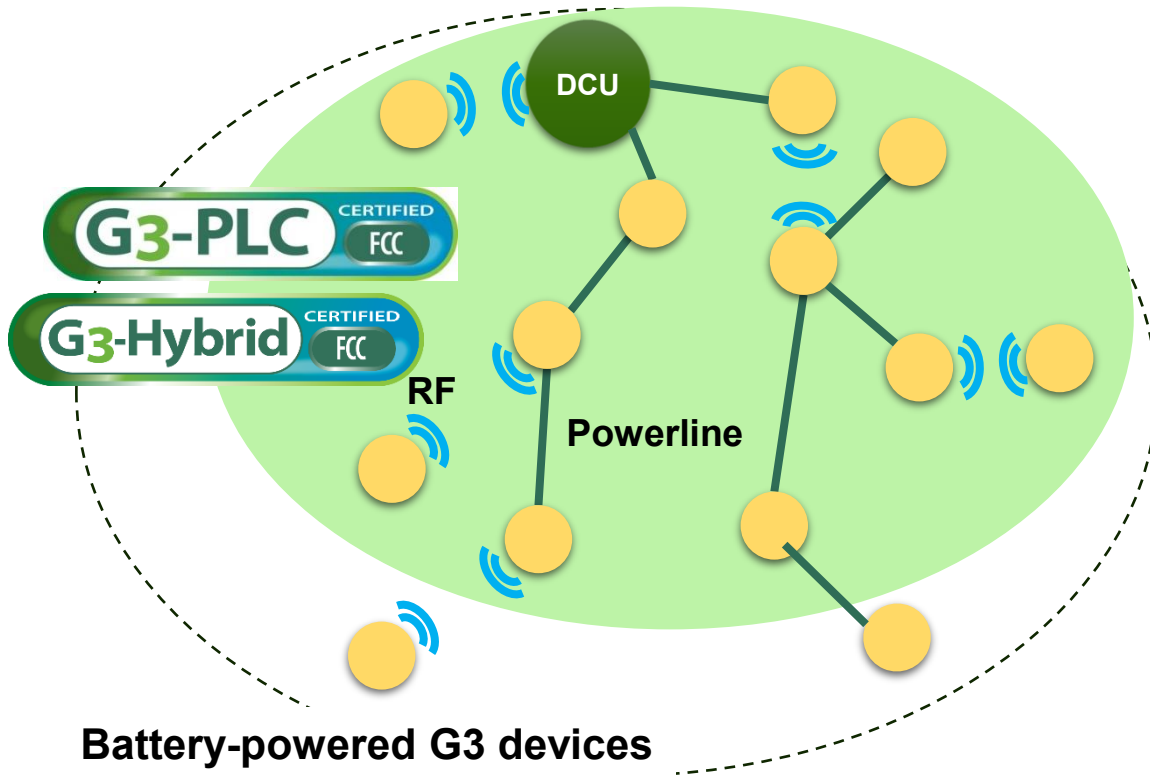 DCU
G3-PLC
CERTIFIED
FCC
G3-Hybrid
CERTIFIED
FCC
RF
Powerline
Battery-powered G3 devices